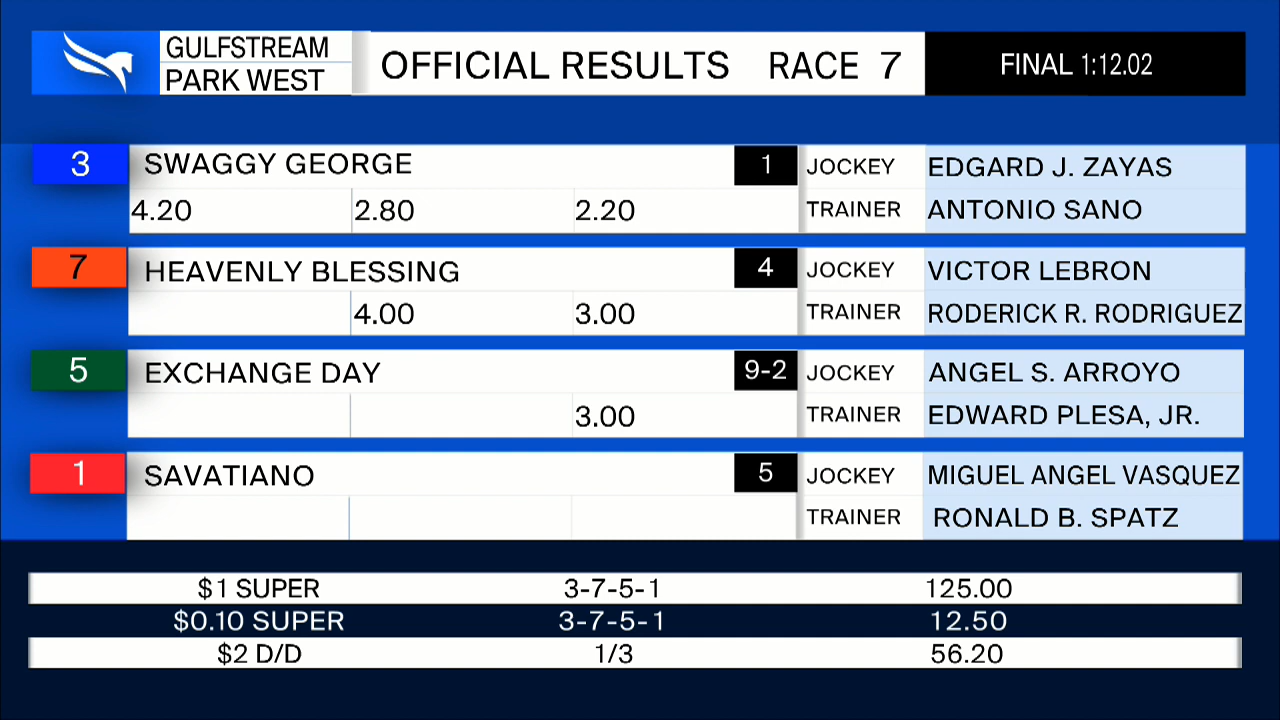 GULFSTREAM
PARK WEST
OFFICIAL RESULTS RACE 7
FINAL 1:12.02
3 SWAGGY GEORGE 1 JOCKEY EDGARD J. ZAYAS
4.20 2.80 2.20 TRAINER ANTONIO SANO
7 HEAVENLY BLESSING 4 JOCKEY VICTOR LEBRON
4.00 3.00 TRAINER RODERICK R. RODRIGUEZ
5 EXCHANGE DAY 9-2 JOCKEY ANGEL S. ARROYO
3.00 TRAINER EDWARD PLESA, JR.
1 SAVATIANO 5 JOCKEY MIGUEL ANGEL VASQUEZ
TRAINER RONALD B. SPATZ
$1 SUPER 3-7-5-1 125.00
$0.10 SUPER 3-7-5-1 12.50
$2 D/D 1/3 56.20